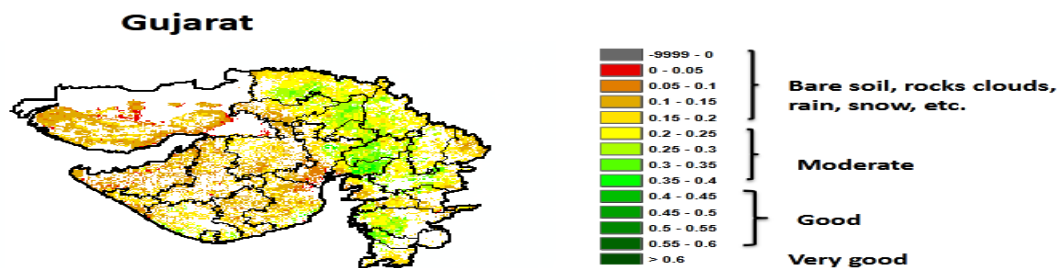 Gujarat
-9999 - 0
0 - 0.05
0.05 - 0.1
0.1 - 0.15
0.15 - 0.2
0.2 - 0.25
0.25 - 0.3
0.3 - 0.35
0.35 - 0.4
0.4 - 0.45
0.45 - 0.5
0.5 - 0.55
0.55 - 0.6
> 0.6
Bare soil, rocks clouds,
rain, snow, etc.
Moderate
Good
Very good